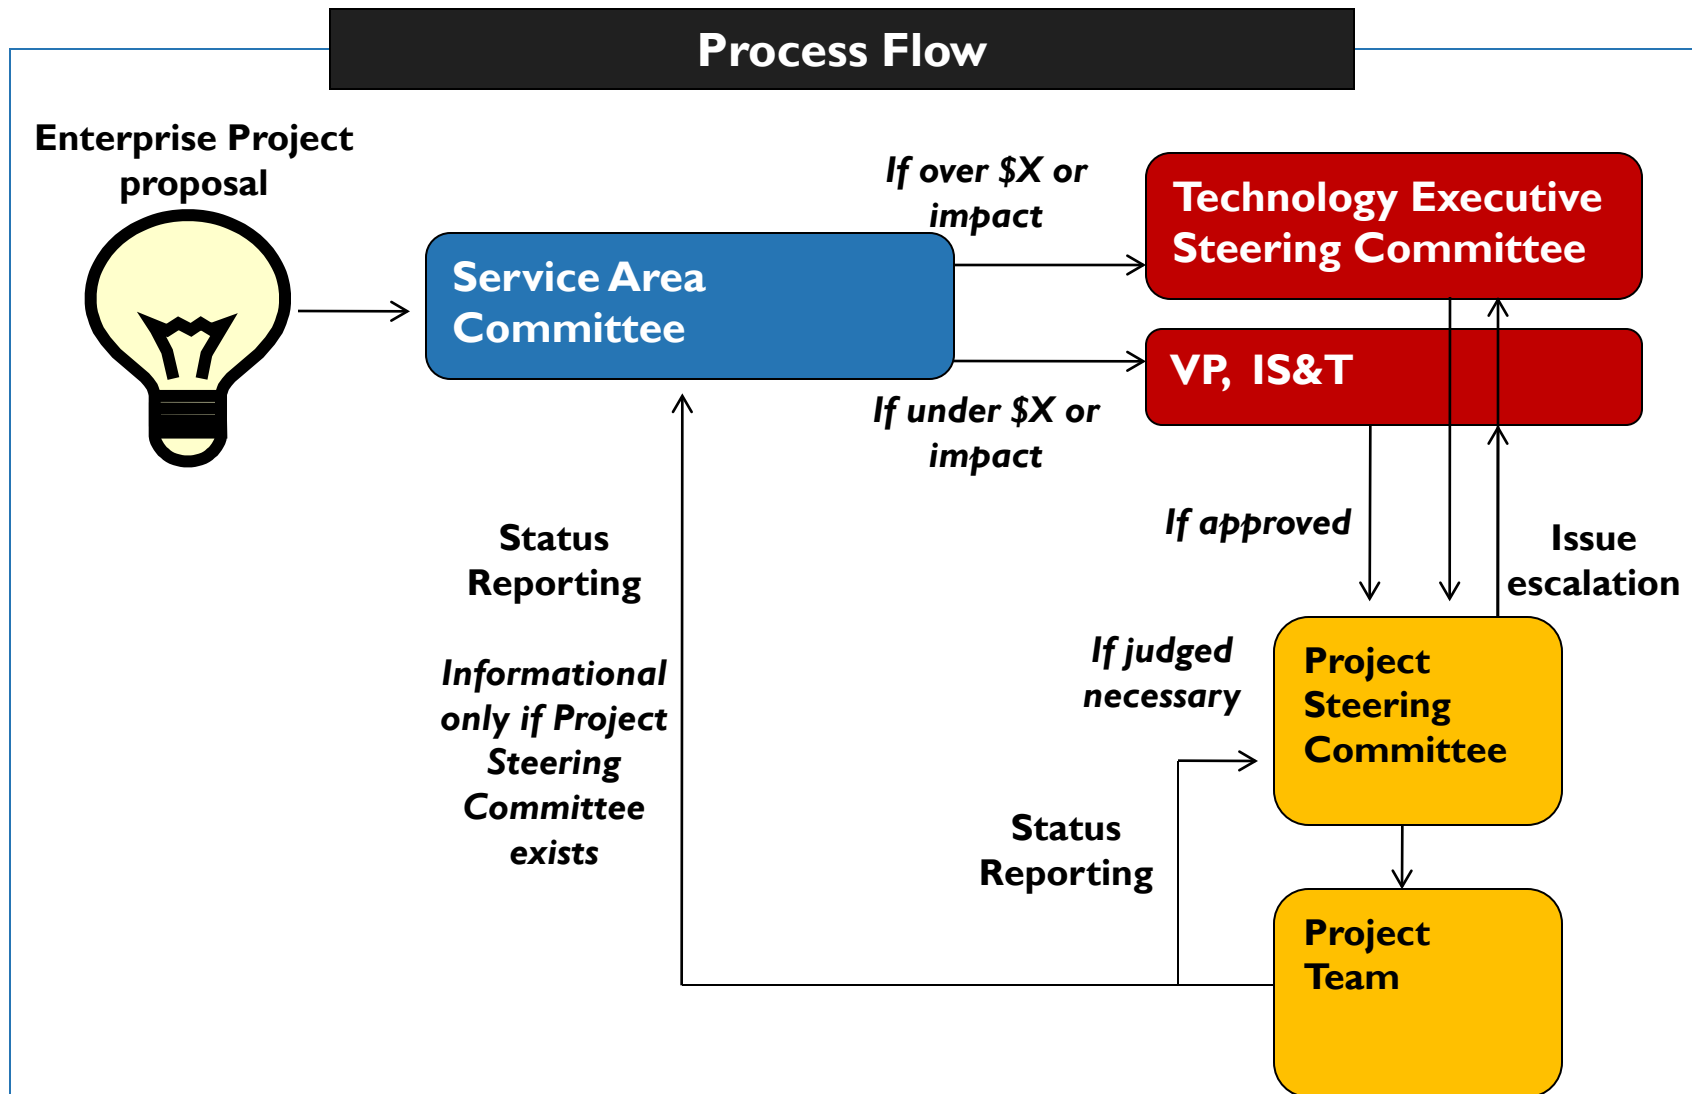 Process Flow
Enterprise Project
proposal
If over $X or
impact
Technology Executive
Steering Committee
Service Area
Committee
VP, IS&T
If under $X or
impact
If approved
Issue
escalation
Status
Reporting
Informational
only if Project
Steering
Committee
exists
If judged
necessary
Project
Steering
Committee
Status
Reporting
Project
Team